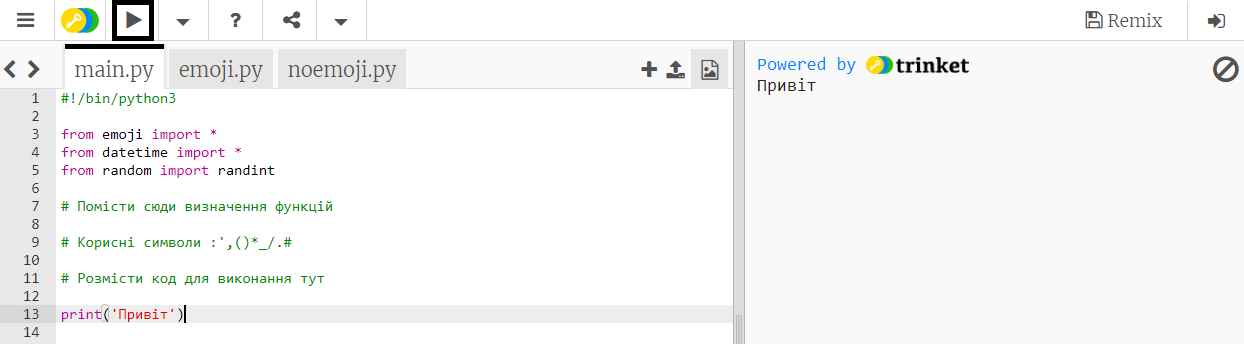 ? Remix
main.py emoji.py noemoji.py
1 #!/bin/python3
2
3 from emoji import *
4 from datetime import *
5 from random import randint
6
7 # Помісти сюди визначення функцій
8
9 # Корисні символи :',()*_/.#
10
11 # Розмісти код для виконання тут
12
13 print('Привіт')
14
Powered by trinket
Привіт